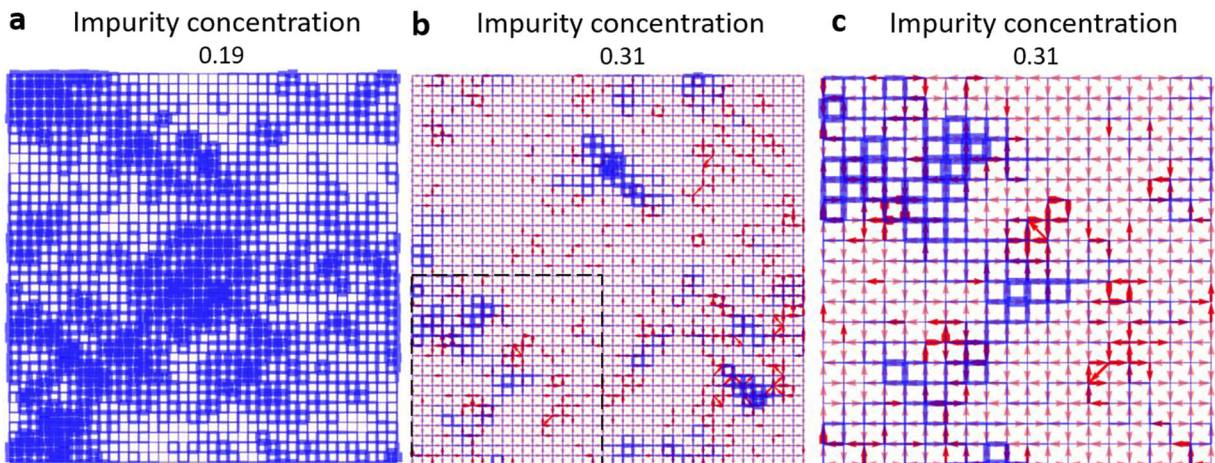 a Impurity concentration
0.19
b Impurity concentration
0.31
c Impurity concentration
0.31